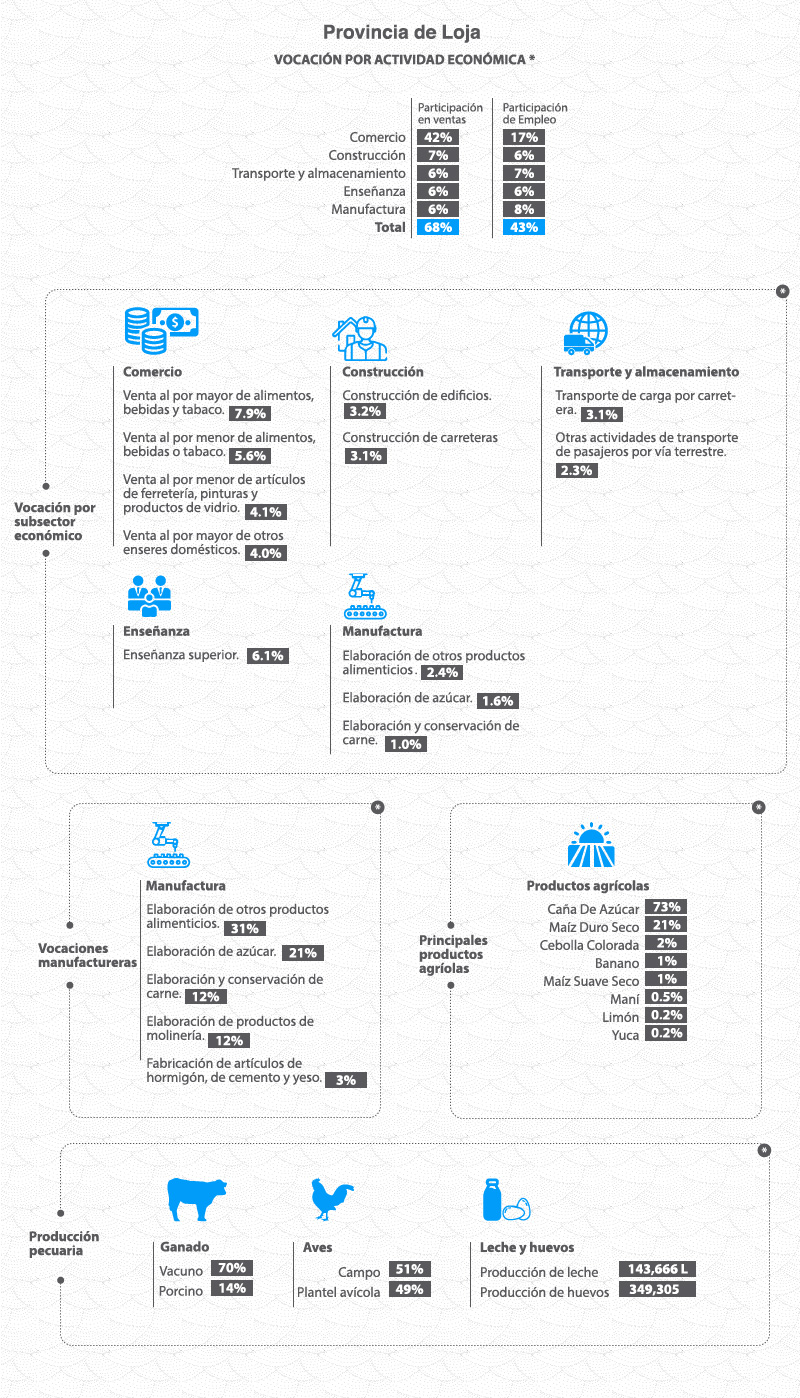 Provincia de Loja
VOCACIÓN POR ACTIVIDAD ECONÓMICA *
Participación
en ventas
Participación
de Empleo
Comercio 42% 17%
Construcción 7% 6%
Transporte y almacenamiento 6% 7%
Enseñanza 6% 6%
Manufactura 6% 8%
Total 68% 43%
*
Vocación por
subsector
económico
Comercio
Venta al por mayor de alimentos,
bebidas y tabaco. 7.9%
Venta al por menor de alimentos,
bebidas o tabaco. 5.6%
Venta al por menor de artículos
de ferretería, pinturas y
productos de vidrio. 4.1%
Venta al por mayor de otros
enseres domésticos. 4.0%
Construcción
Construcción de edificios.
3.2%
Construcción de carreteras
3.1%
Transporte y almacenamiento
Transporte de carga por carret-
era. 3.1%
Otras actividades de transporte
de pasajeros por vía terrestre.
2.3%
Enseñanza
Enseñanza superior. 6.1%
Manufactura
Elaboración de otros productos
alimenticios. 2.4%
Elaboración de azúcar. 1.6%
Elaboración y conservación de
carne. 1.0%
*
Vocaciones
manufactureras
Manufactura
Elaboración de otros productos
alimenticios. 31%
Elaboración de azúcar. 21%
Elaboración y conservación de
carne. 12%
Elaboración de productos de
molinería. 12%
Fabricación de artículos de
hormigón, de cemento y yeso. 3%
*
Principales
productos
agríolas
Productos agrícolas
Caña De Azúcar 73%
Maíz Duro Seco 21%
Cebolla Colorada 2%
Banano 1%
Maíz Suave Seco 1%
Maní 0.5%
Limón 0.2%
Yuca 0.2%
*
Producción
pecuaria
Ganado
Vacuno 70%
Porcino 14%
Aves
Campo 51%
Plantel avícola 49%
Leche y huevos
Producción de leche 143,666 L
Producción de huevos 349,305